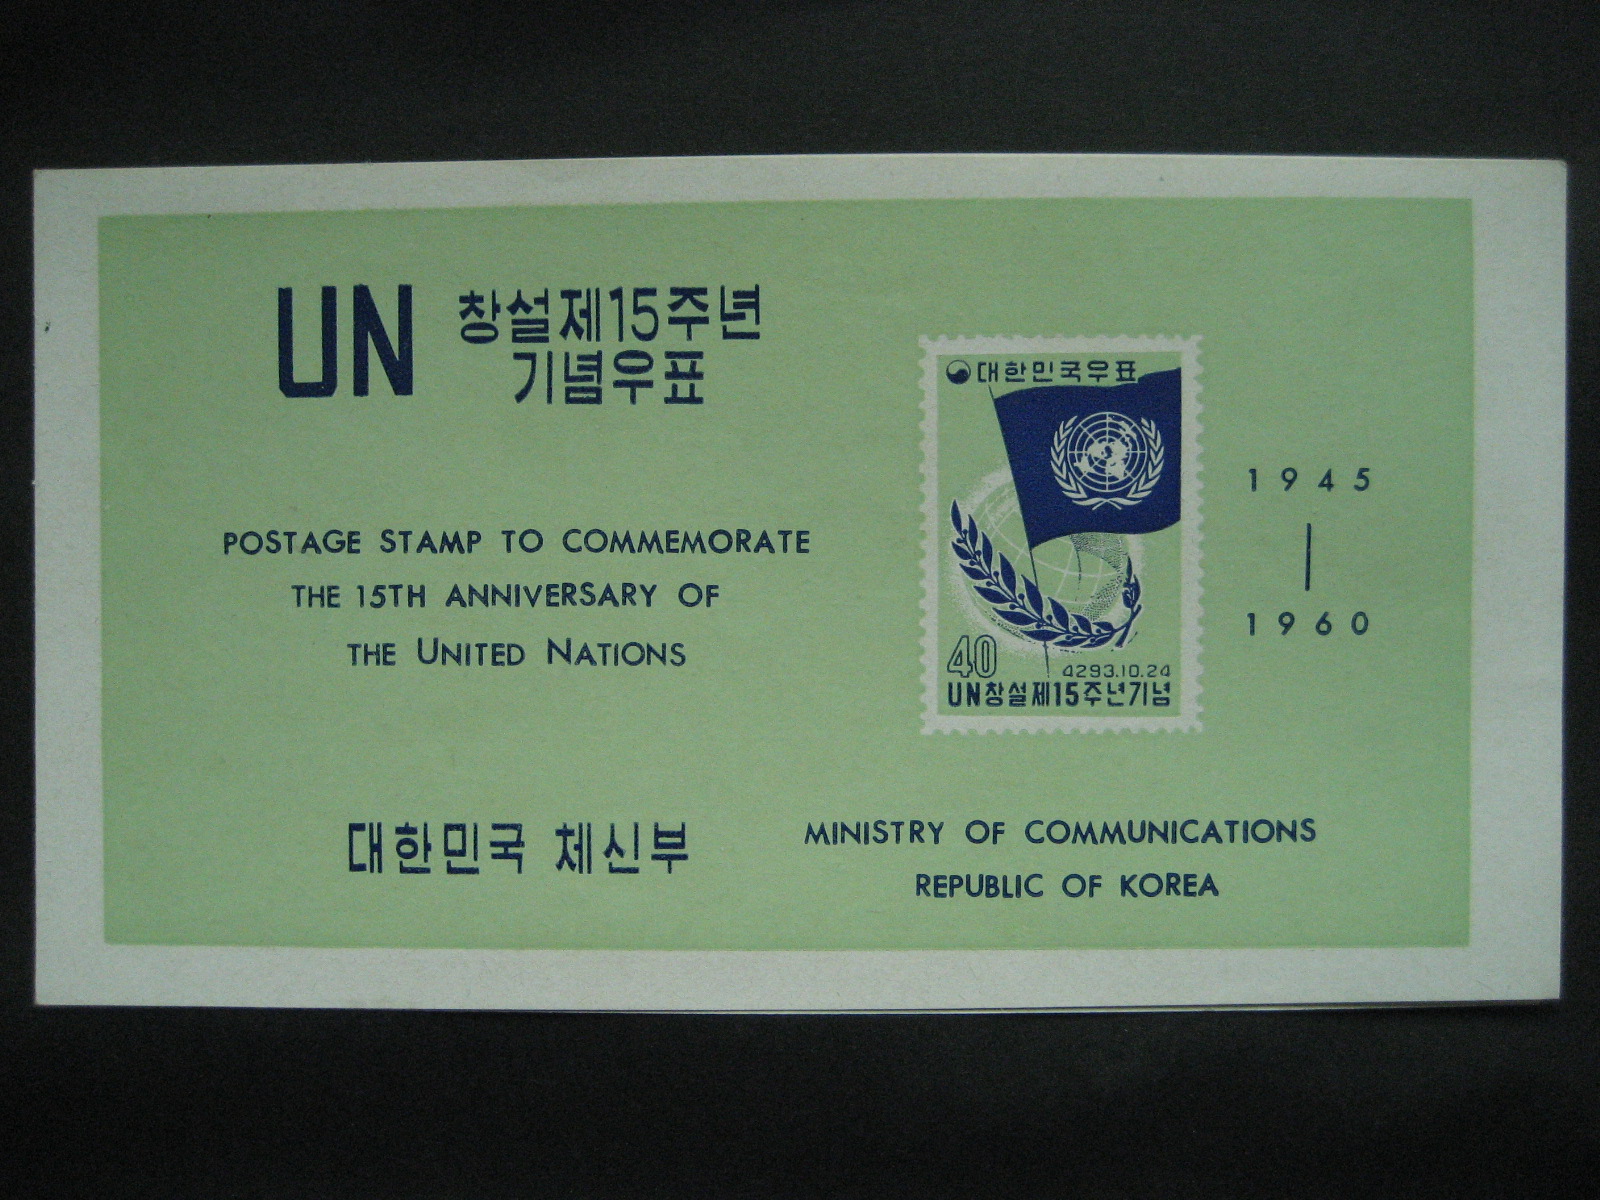 UN 창설제15주년
기념우표
POSTAGE STAMP TO COMMEMORATE
THE 15TH ANNIVERSARY OF
THE UNITED NATIONS
대한민국우표
40
4293.10.24
UN창설제15주년기념
1945
1960
대한민국 체신부
MINISTRY OF COMMUNICATIONS
REPUBLIC OF KOREA